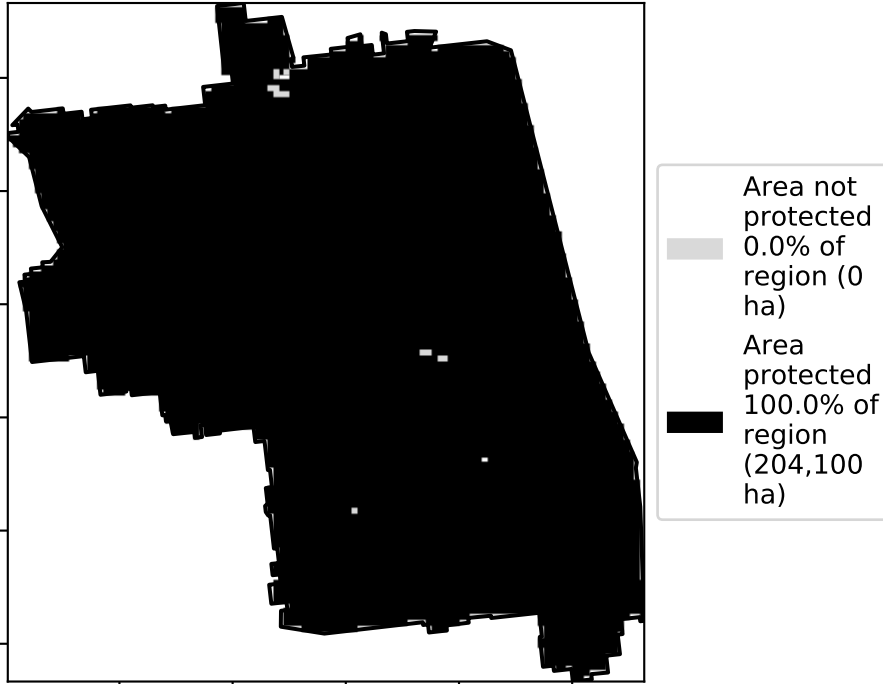 Area not
protected
0.0% of
region (0
ha)
Area
protected
100.0% of
region
(204,100
ha)